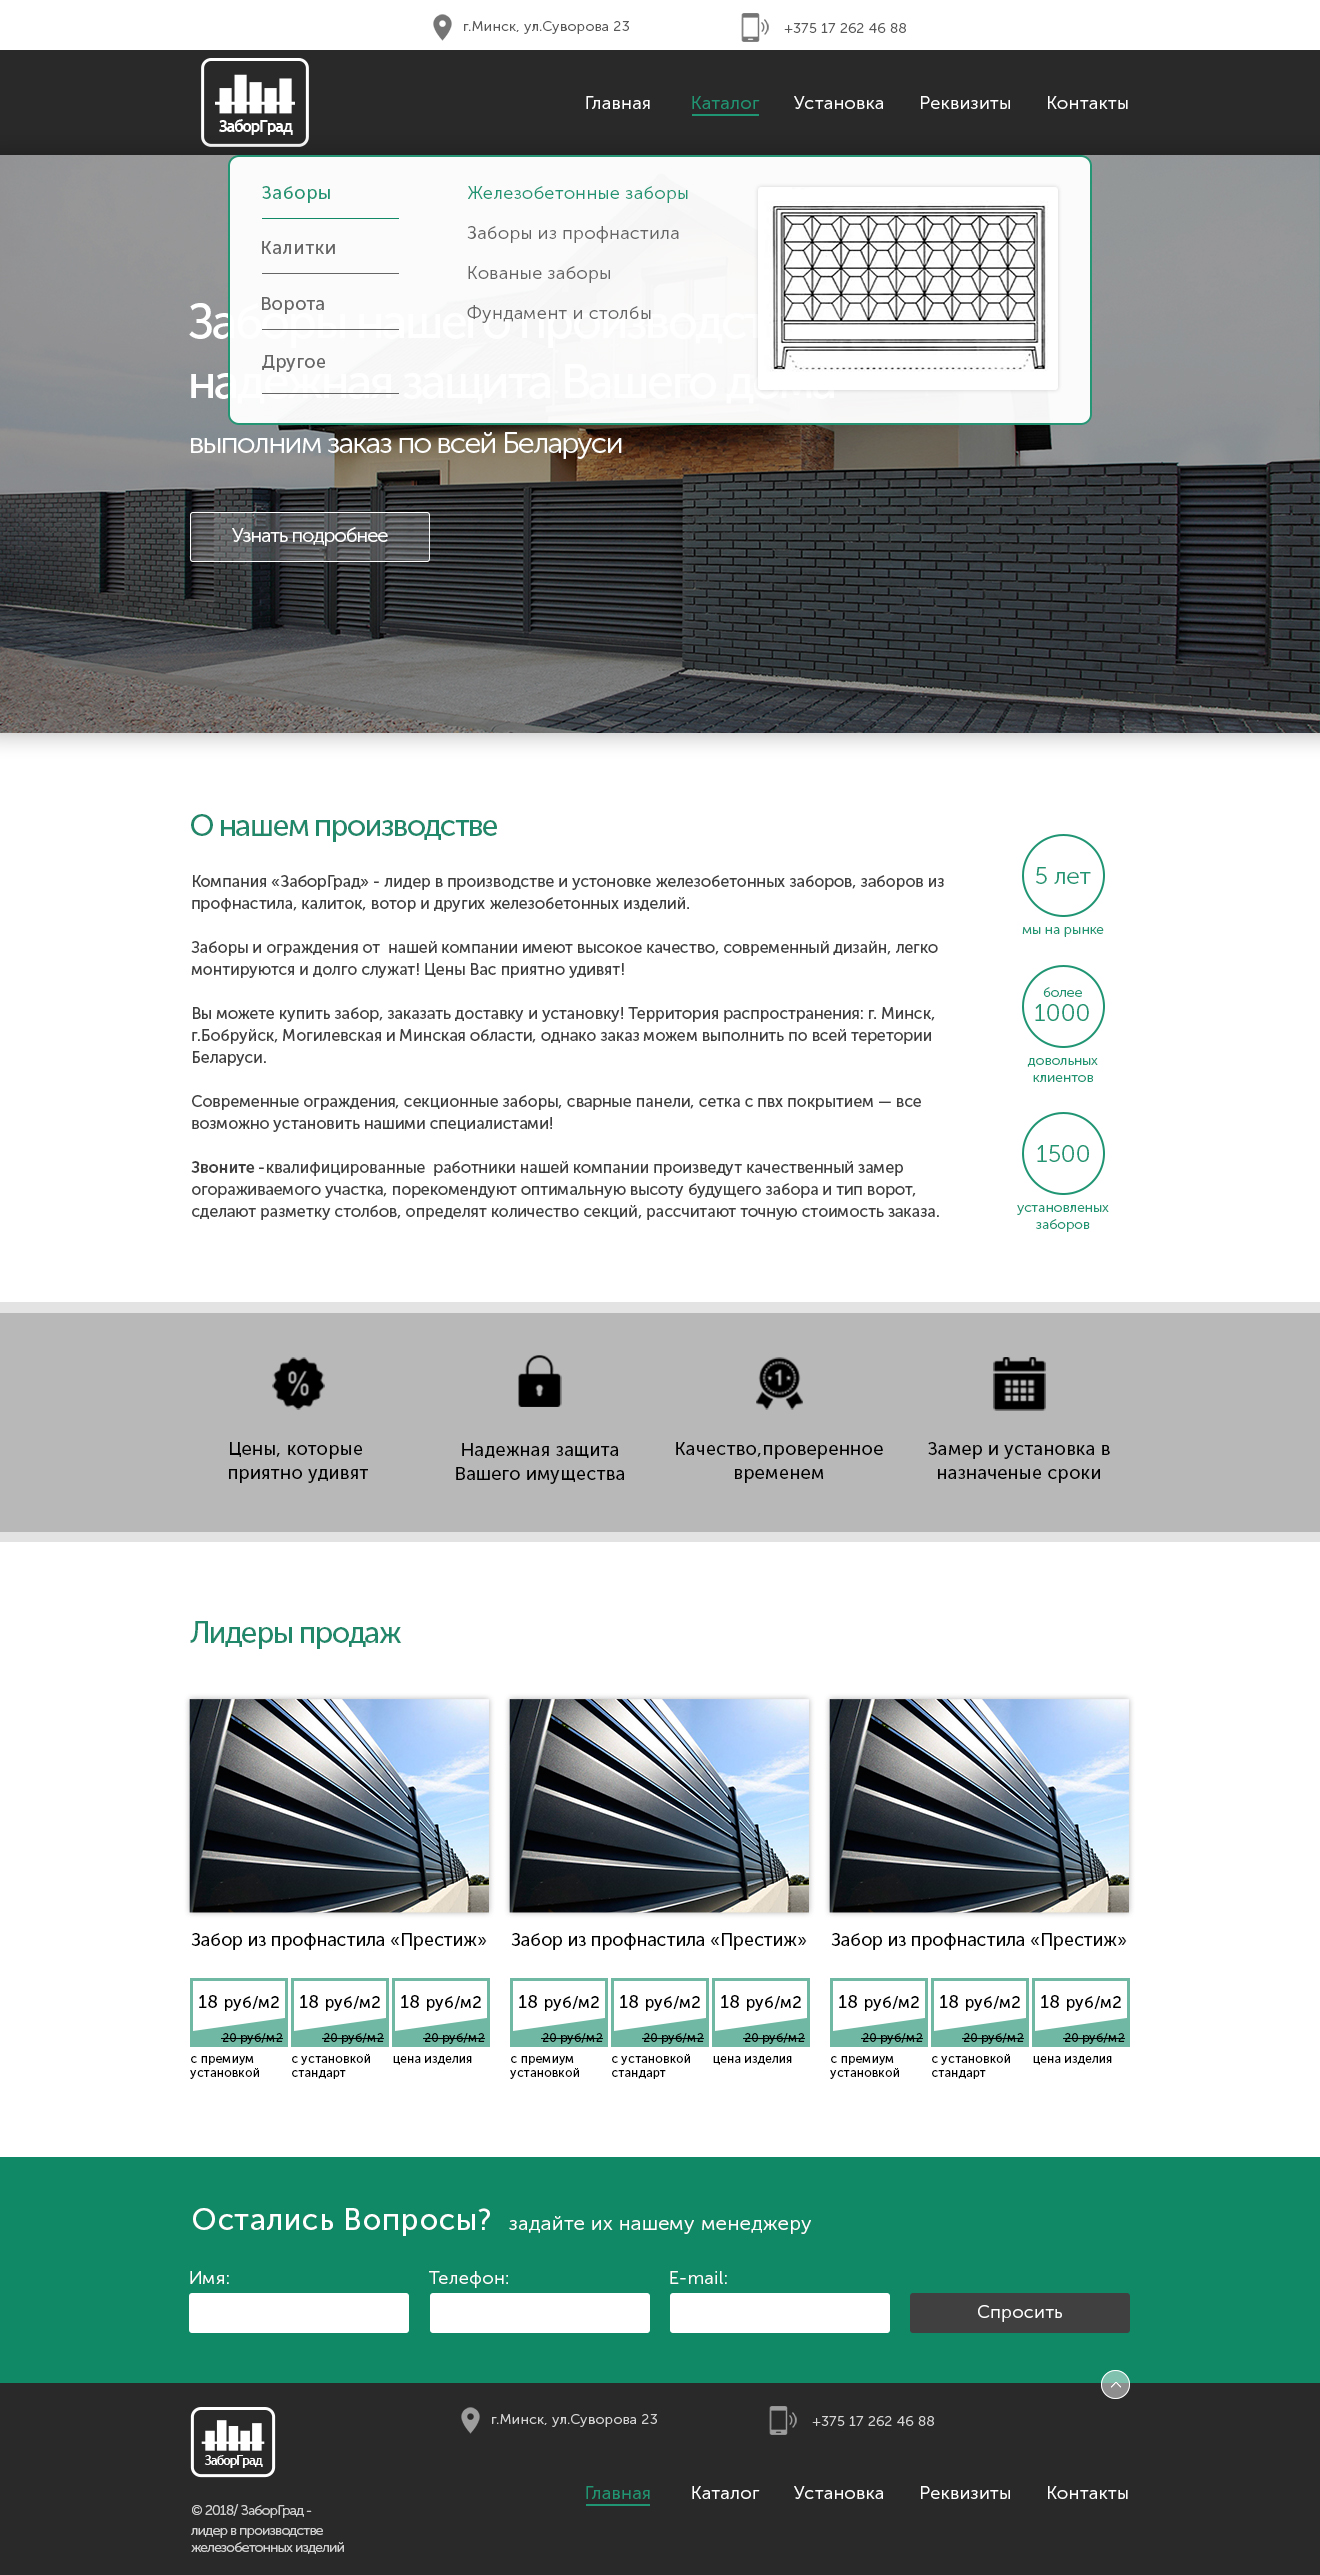 г.Минск, ул.Суворова 23
+375 17 262 46 88
ЗаборГрад
Главная Каталог Установка Реквизиты Контакты
Заборы
Калитки
Ворота
Другое
Железобетонные заборы
Заборы из профнастила
Кованые заборы
Фундамент и столбы
Заборы нашего производст
надежная защита Вашего дома
выполним заказ по всей Беларуси
Узнать подробнее
О нашем производстве
Компания «ЗаборГрад» - лидер в производстве и устоновке железобетонных заборов, заборов из
профнастила, калиток, вотор и других железобетонных изделий.
Заборы и ограждения от нашей компании имеют высокое качество, современный дизайн, легко
монтируются и долго служат! Цены Вас приятно удивят!
Вы можете купить забор, заказать доставку и установку! Территория распространения: г. Минск,
г.Бобруйск, Могилевская и Минская области, однако заказ можем выполнить по всей теретории
Беларуси.
Современные ограждения, секционные заборы, сварные панели, сетка с пвх покрытием — все
возможно установить нашими специалистами!
Звоните -квалифицированные работники нашей компании произведут качественный замер
огораживаемого участка, порекомендуют оптимальную высоту будущего забора и тип ворот,
сделают разметку столбов, определят количество секций, рассчитают точную стоимость заказа.
5 лет
мы на рынке
более
1000
довольных
клиентов
1500
установленых
заборов
Цены, которые
приятно удивят
Надежная защита
Вашего имущества
1
Качество,проверенное
временем
Замер и установка в
назначеные сроки
Лидеры продаж
Забор из профнастила «Престиж» Забор из профнастила «Престиж» Забор из профнастила «Престиж»
18 руб/м2 18 руб/м2 18 руб/м2 18 руб/м2 18 руб/м2 18 руб/м2 18 руб/м2 18 руб/м2 18 руб/м2
20 руб/м2 20 руб/м2 20 руб/м2 20 руб/м2 20 руб/м2 20 руб/м2 20 руб/м2 20 руб/м2 20 руб/м2
с премиум с установкой цена изделия с премиум с установкой цена изделия с премиум с установкой цена изделия
установкой стандарт установкой стандарт установкой стандарт
Остались Вопросы? задайте их нашему менеджеру
Имя: Телефон: E-mail:
Спросить
г.Минск, ул.Суворова 23
+375 17 262 46 88
ЗаборГрад
Главная Каталог Установка Реквизиты Контакты
© 2018/ ЗаборГрад -
лидер в производстве
железобетонных изделий